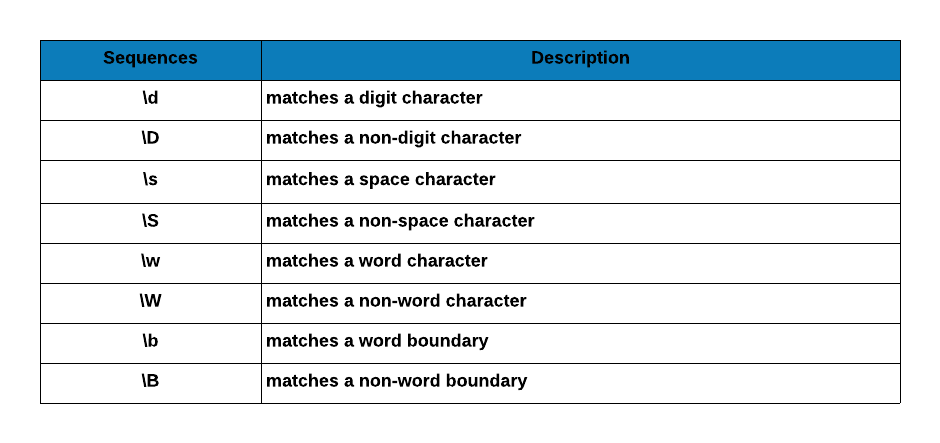 Sequences Description
\d matches a digit character
\D matches a non-digit character
\s matches a space character
\S matches a non-space character
\w matches a word character
\W matches a non-word character
\b matches a word boundary
\B matches a non-word boundary